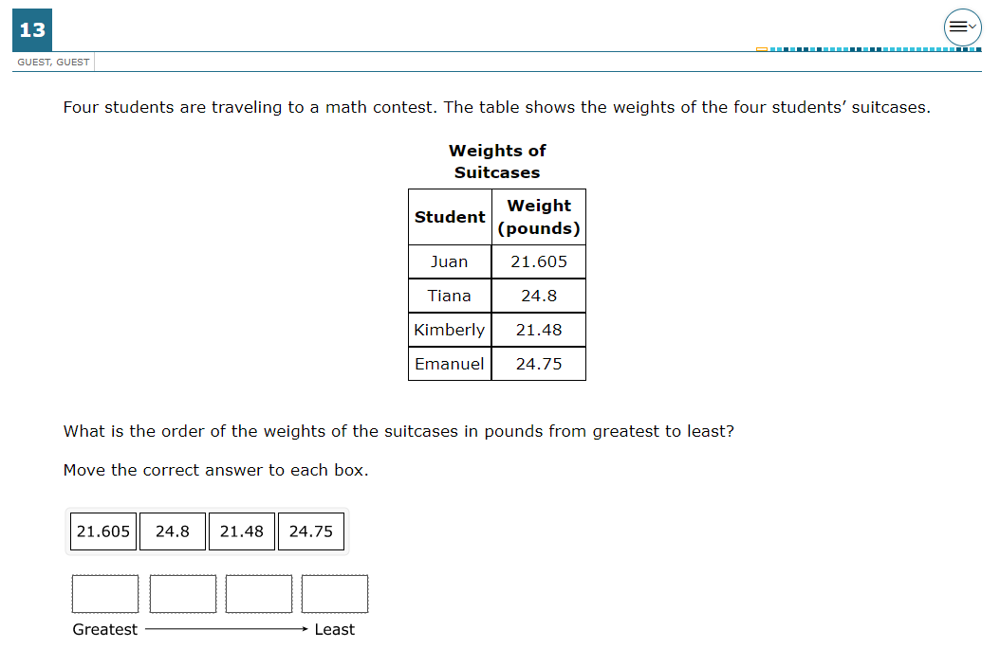 13
GUEST, GUEST
Four students are traveling to a math contest. The table shows the weights of the four students’ suitcases.
Weights of
Suitcases
Student Weight (pounds)
Juan 21.605
Tiana 24.8
Kimberly 21.48
Emanuel 24.75
What is the order of the weights of the suitcases in pounds from greatest to least?
Move the correct answer to each box.
21.605 24.8 21.48 24.75
Greatest Least